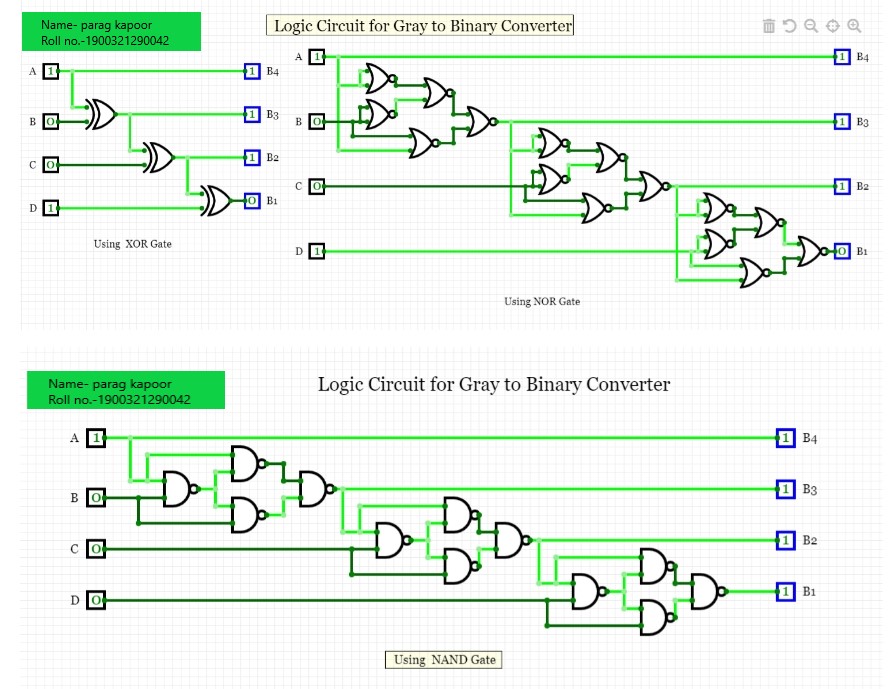 Name- parag kapoor
Roll no.-1900321290042
Logic Circuit for Gray to Binary Converter
A 1 1 B4
B 0 1 B3
C 0 1 B2
D 1 0 B1
Using XOR Gate
A 1 1 B4
B 0 1 B3
C 0 1 B2
D 1 0 B1
Using NOR Gate
Name- parag kapoor
Roll no.-1900321290042
Logic Circuit for Gray to Binary Converter
A 1 1 B4
B 0 1 B3
C 0 1 B2
D 0 1 B1
Using NAND Gate